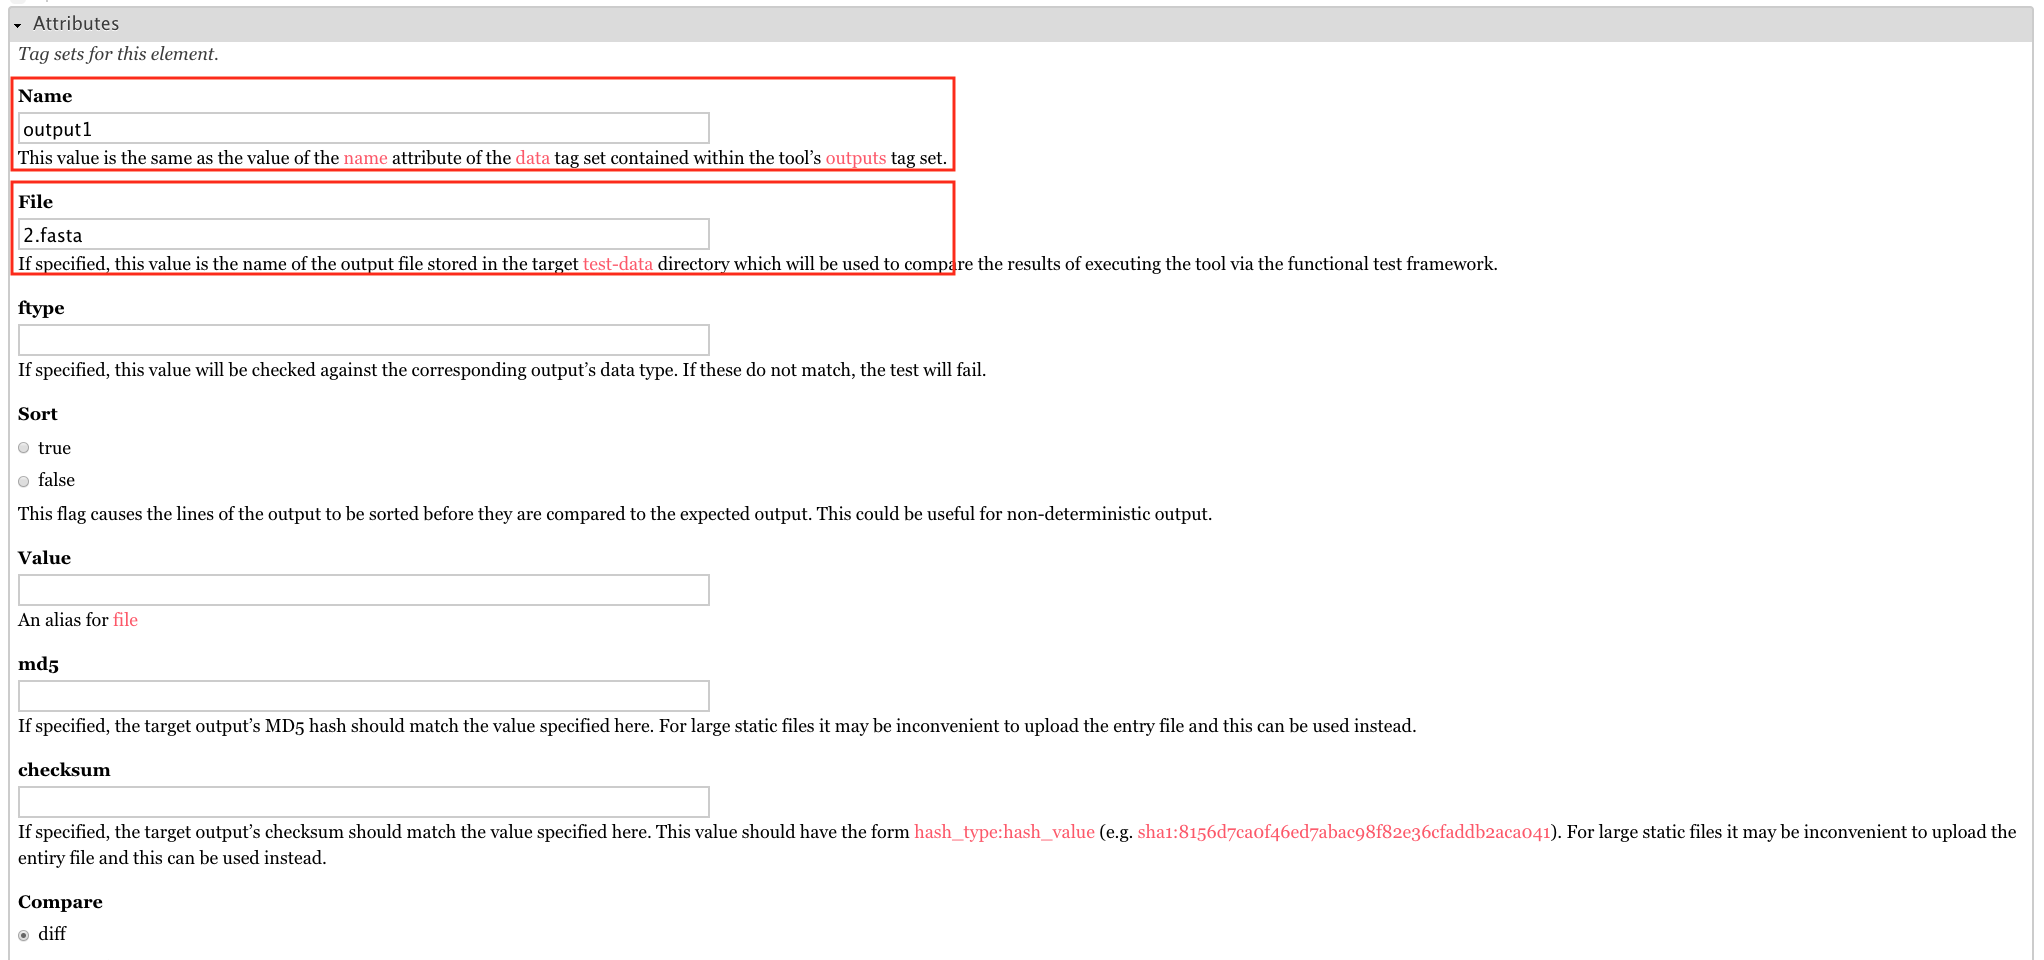 Attributes
Tag sets for this element.
Name
output1
This value is the same as the value of the name attribute of the data tag set contained within the tool’s outputs tag set.
File
2.fasta
If specified, this value is the name of the output file stored in the target test-data directory which will be used to compare the results of executing the tool via the functional test framework.
ftype
If specified, this value will be checked against the corresponding output’s data type. If these do not match, the test will fail.
Sort
true
false
This flag causes the lines of the output to be sorted before they are compared to the expected output. This could be useful for non-deterministic output.
Value
An alias for file
md5
If specified, the target output’s MD5 hash should match the value specified here. For large static files it may be inconvenient to upload the entry file and this can be used instead.
checksum
If specified, the target output’s checksum should match the value specified here. This value should have the form hash_type:hash_value (e.g. sha1:8156d7ca0f46ed7abac98f82e36cfaddb2aca041). For large static files it may be inconvenient to upload the
entiry file and this can be used instead.
Compare
diff